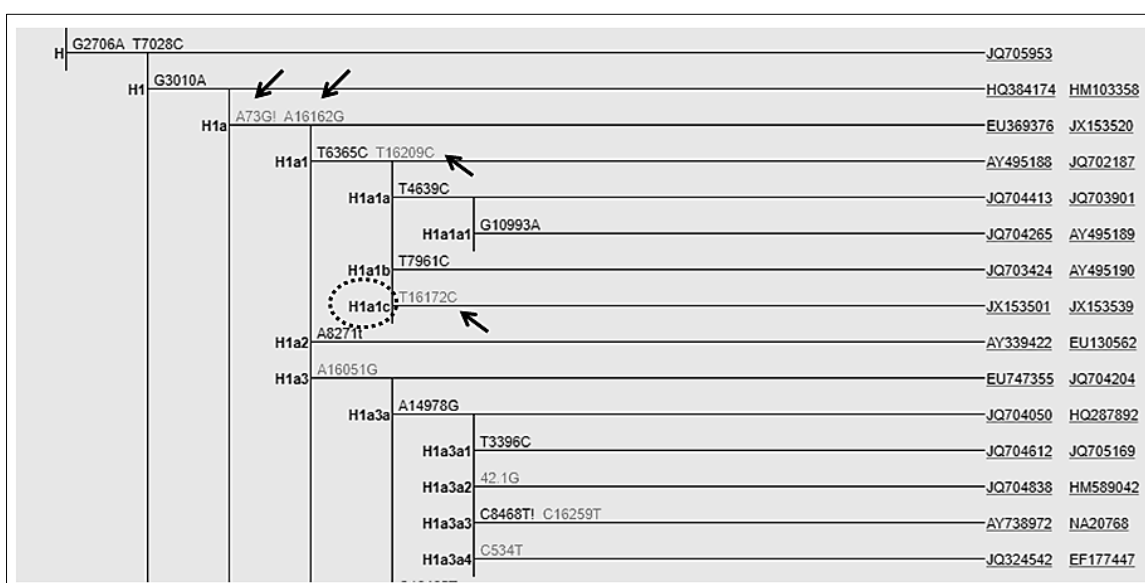 H G2706A T7028C JQ705953
H1 G3010A HQ384174 HM103358
H1a A73G! A16162G EU369376 JX153520
H1a1 T6365C T16209C AY495188 JQ702187
H1a1a T4639C JQ704413 JQ703901
H1a1a1 G10993A JQ704265 AY495189
H1a1b T7961C JQ703424 AY495190
H1a1c T16172C JX153501 JX153539
H1a2 A8271t AY339422 EU130562
H1a3 A16051G EU747355 JQ704204
H1a3a A14978G JQ704050 HQ287892
H1a3a1 T3396C JQ704612 JQ705169
H1a3a2 42.1G JQ704838 HM589042
H1a3a3 C8468T! C16259T AY738972 NA20768
H1a3a4 C534T JQ324542 EF177447